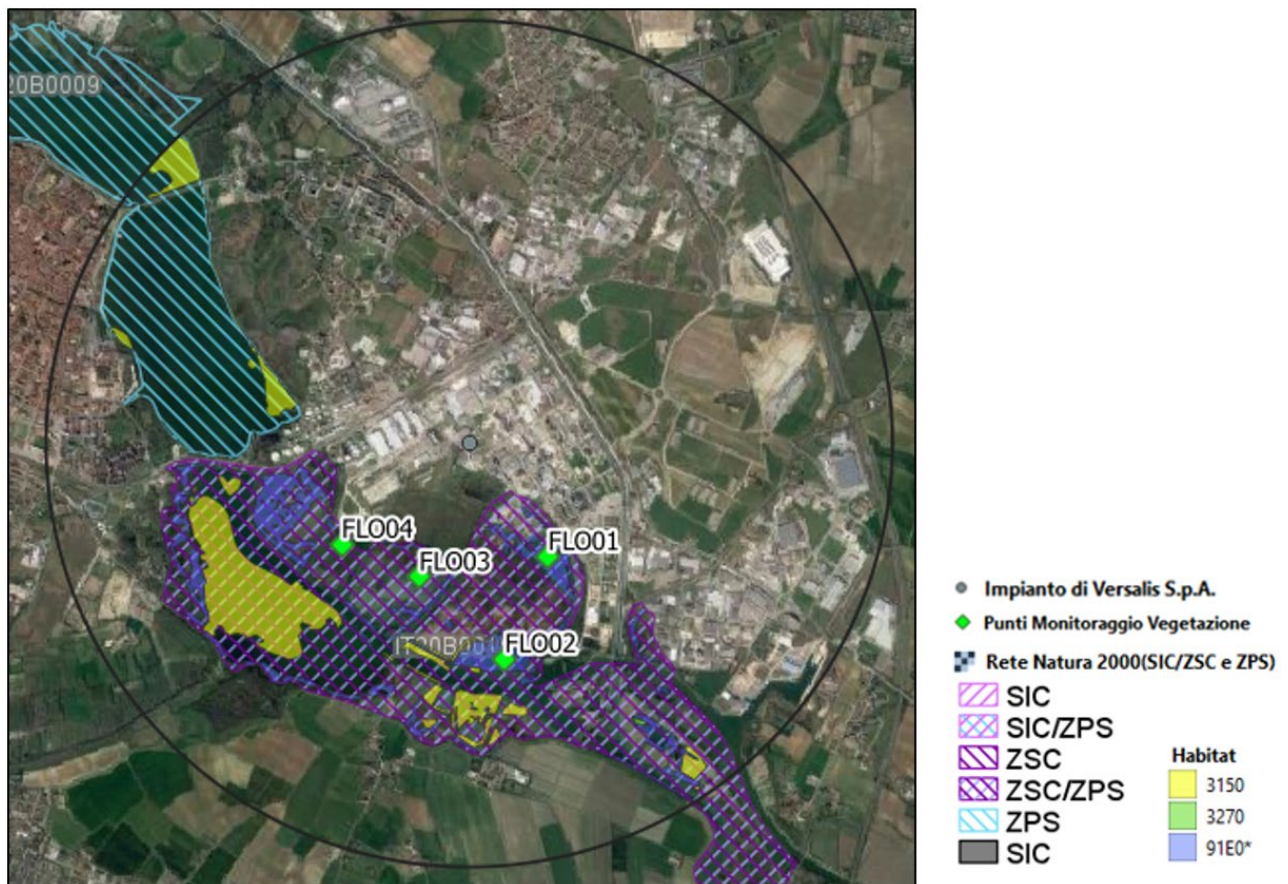 20B0009
FLO04
FLO01
FLO03
FLO02
Impianto di Versalis S.p.A.
Punti Monitoraggio Vegetazione
Rete Natura 2000(SIC/ZSC e ZPS)
SIC
SIC/ZPS
ZSC
ZSC/ZPS
ZPS
SIC
Habitat
3150
3270
91E0*